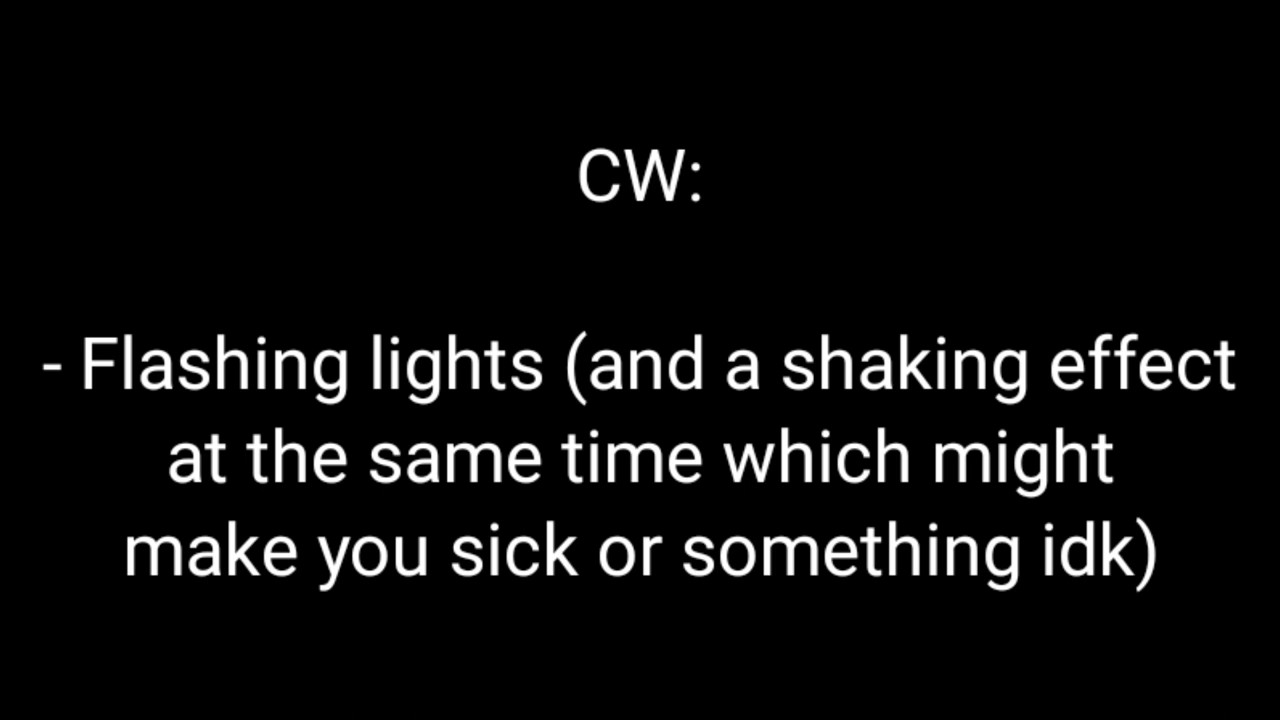 CW:
- Flashing lights (and a shaking effect
at the same time which might
make you sick or something idk)